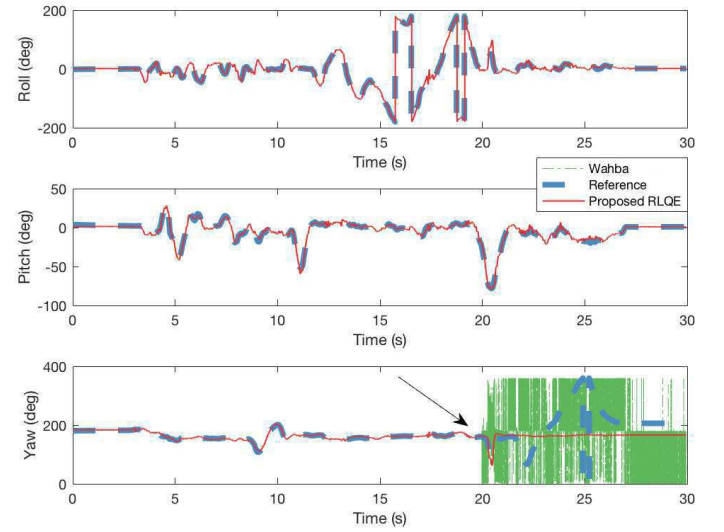 200
0
-200
Roll (deg)
0 5 10 15 20 25 30
Time (s)
Wahba
Reference
Proposed RLQE
50
0
-50
-100
Pitch (deg)
0 5 10 15 20 25 30
Time (s)
400
200
0
Yaw (deg)
0 5 10 15 20 25 30
Time (s)